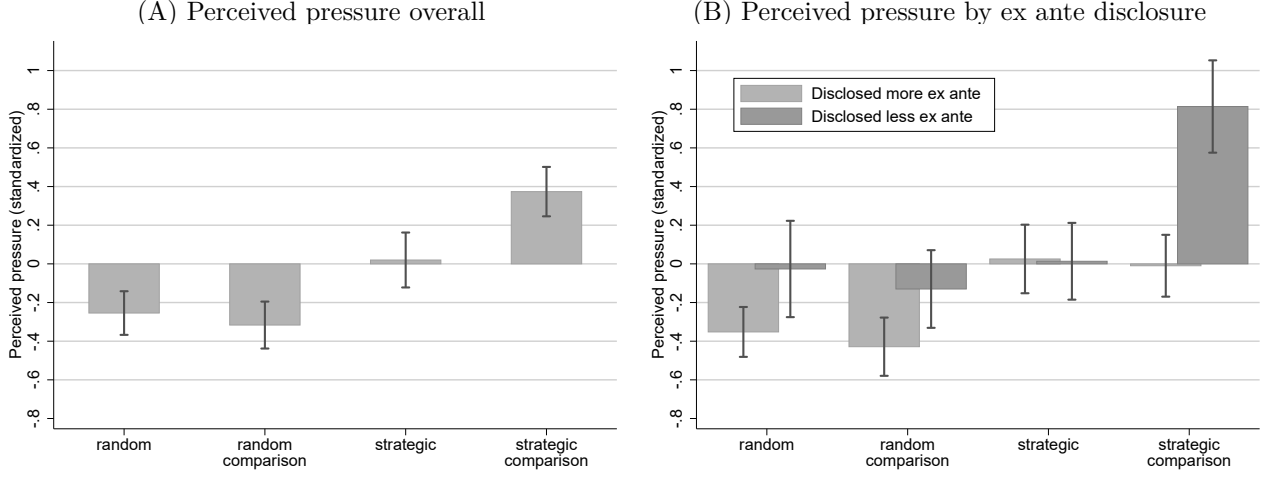 (A) Perceived pressure overall
Perceived pressure (standardized)
1
.8
.6
.4
.2
0
-.2
-.4
-.6
-.8
random
random
comparison
strategic
strategic
comparison
(B) Perceived pressure by ex ante disclosure
Perceived pressure (standardized)
1
.8
.6
.4
.2
0
-.2
-.4
-.6
-.8
Disclosed more ex ante
Disclosed less ex ante
random
random
comparison
strategic
strategic
comparison